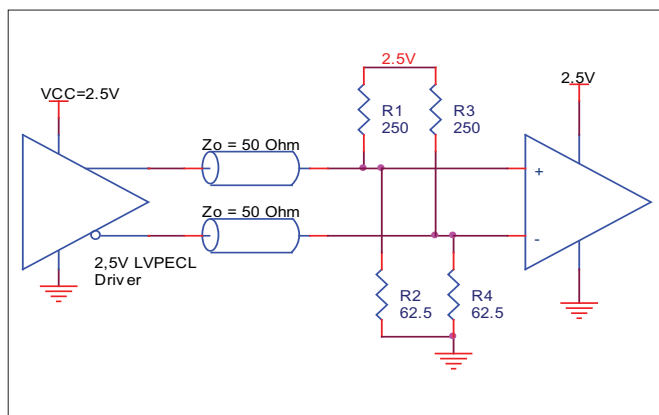 2.5V
VCC=2.5V
2.5V
R1
250
R3
250
Zo = 50 Ohm
+
Zo = 50 Ohm
-
2,5V LVPECL
Driver
R2
62.5
R4
62.5